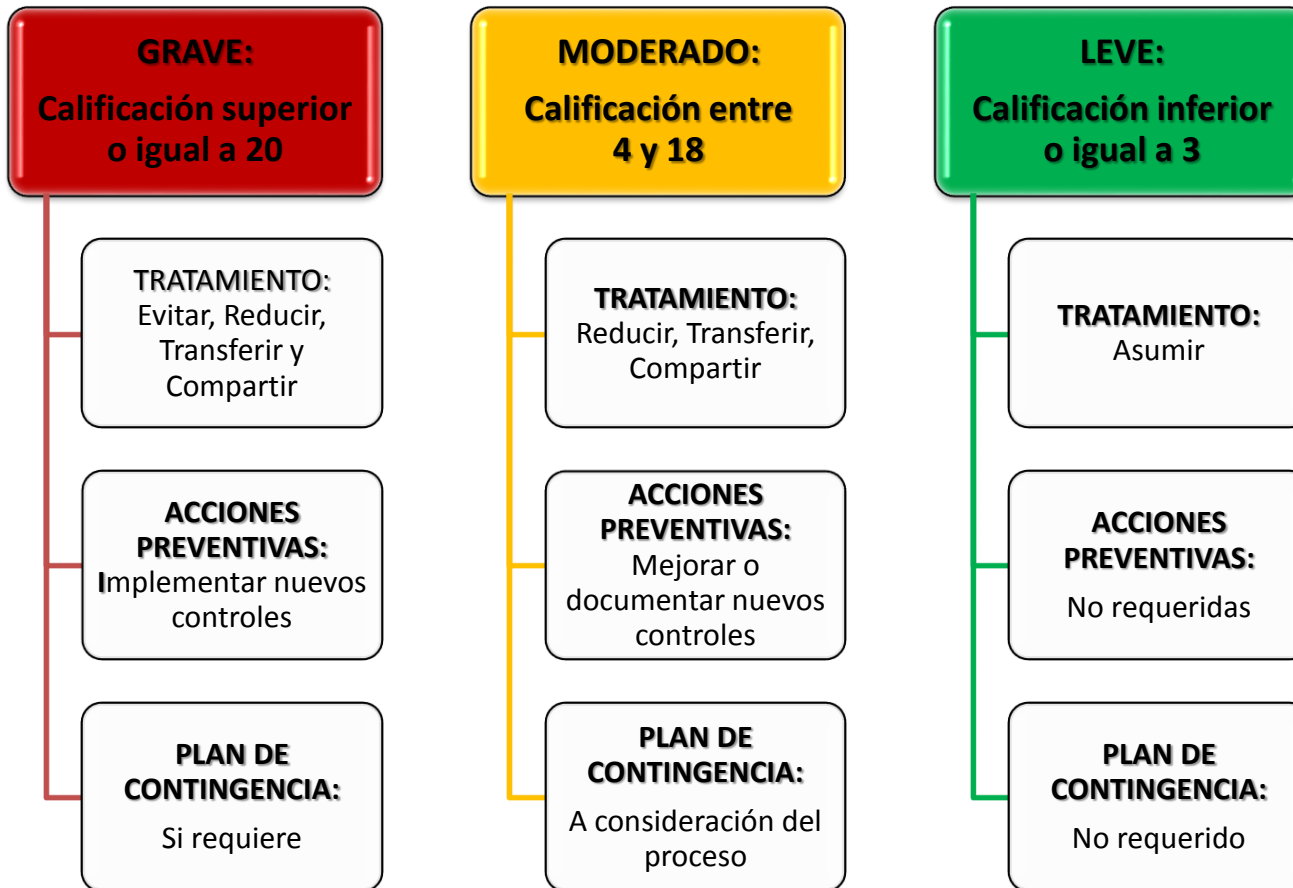 GRAVE:
Calificación superior
o igual a 20
TRATAMIENTO:
Evitar, Reducir,
Transferir y
Compartir
ACCIONES
PREVENTIVAS:
Implementar nuevos
controles
PLAN DE
CONTINGENCIA:
Si requiere
MODERADO:
Calificación entre
4 y 18
TRATAMIENTO:
Reducir, Transferir,
Compartir
ACCIONES
PREVENTIVAS:
Mejorar o
documentar nuevos
controles
PLAN DE
CONTINGENCIA:
A consideración del
proceso
LEVE:
Calificación inferior
o igual a 3
TRATAMIENTO:
Asumir
ACCIONES
PREVENTIVAS:
No requeridas
PLAN DE
CONTINGENCIA:
No requerido